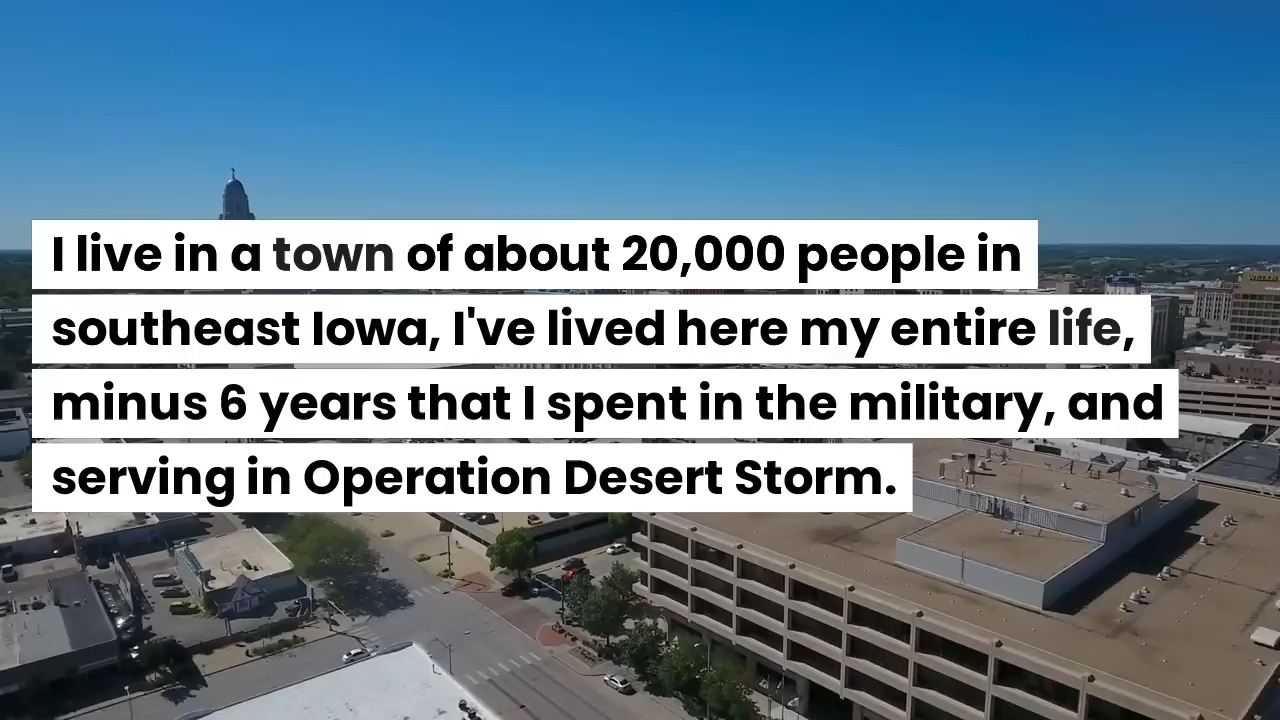 I live in a town of about 20,000 people in
southeast Iowa, I've lived here my entire life,
minus 6 years that I spent in the military, and
serving in Operation Desert Storm.